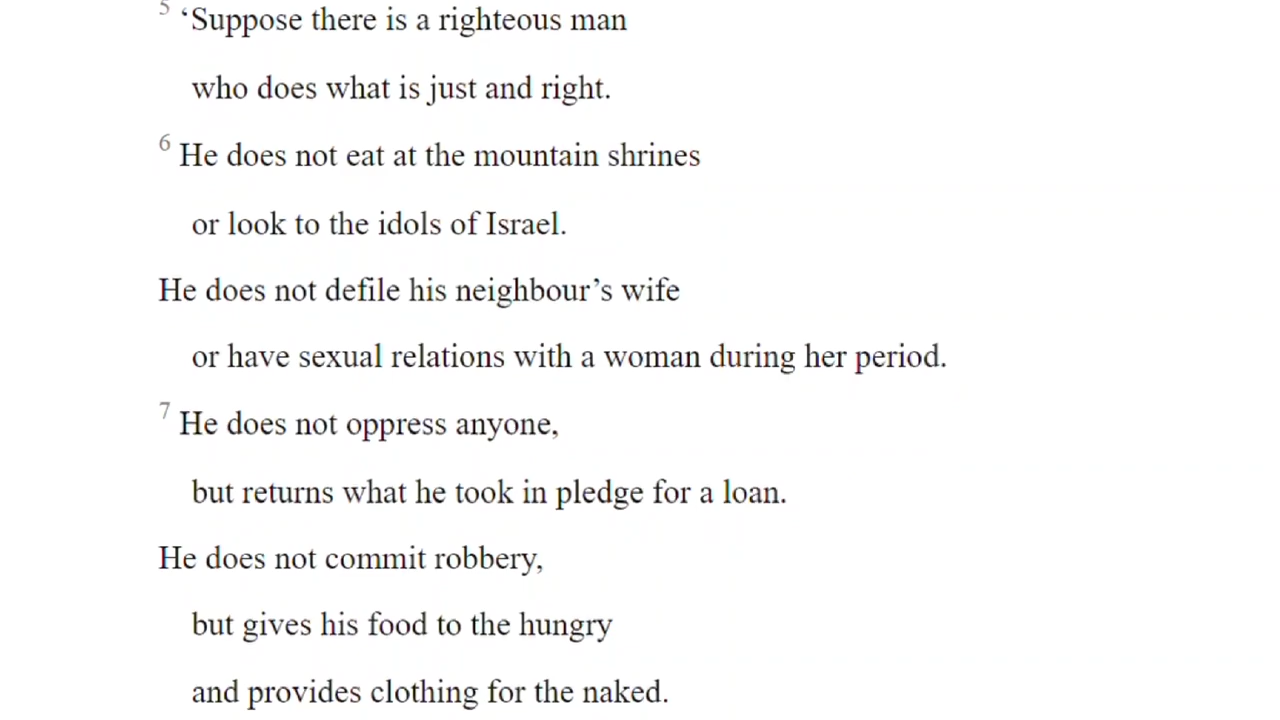 5 ‘Suppose there is a righteous man
who does what is just and right.
6 He does not eat at the mountain shrines
or look to the idols of Israel.
He does not defile his neighbour’s wife
or have sexual relations with a woman during her period.
7 He does not oppress anyone,
but returns what he took in pledge for a loan.
He does not commit robbery,
but gives his food to the hungry
and provides clothing for the naked.